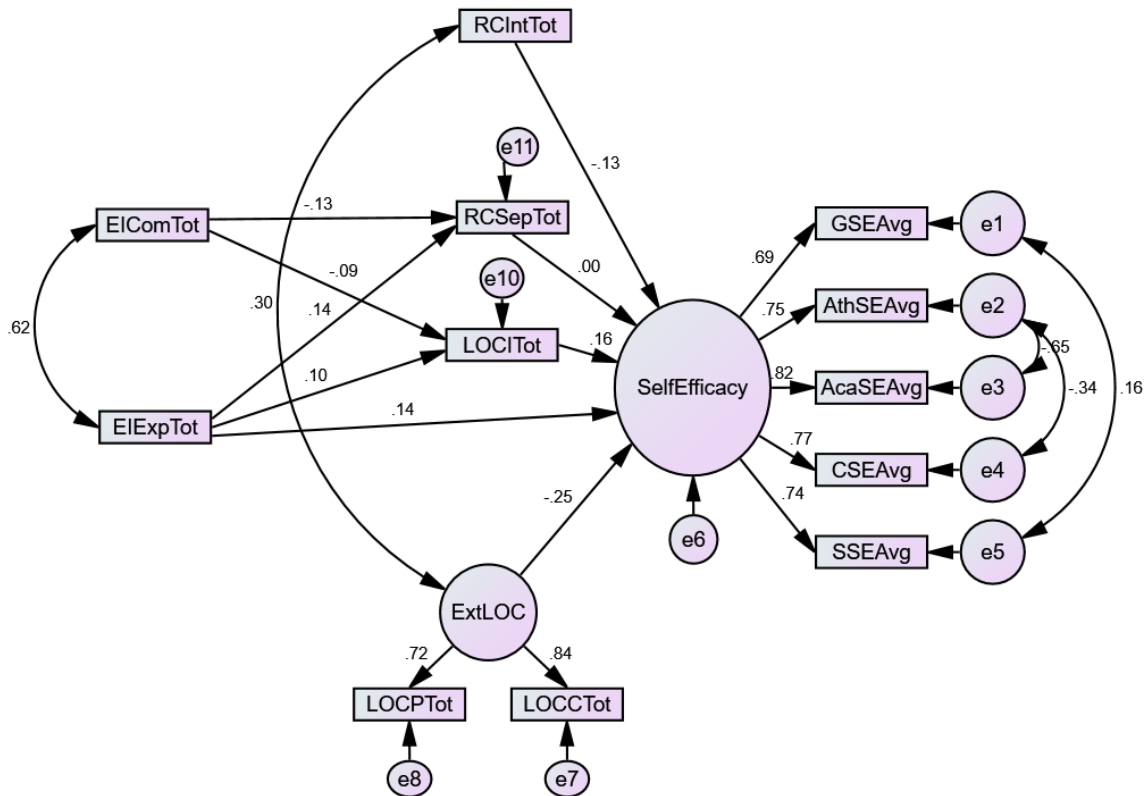 RCIntTot
e11
-.13
EIComTot
-.13
RCSepTot
GSEAvg
e1
-.09
e10
.00
.69
.30
.14
AthSEAvg
e2
.62
LOCITot
.16
.75
-.65
.10
SelfEfficacy
.82
AcaSEAvg
e3
-.34
.16
EIExpTot
.14
.77
CSEAvg
e4
-.25
.74
e6
SSEAvg
e5
ExtLOC
.72
.84
LOCPTot
LOCCTot
e8
e7